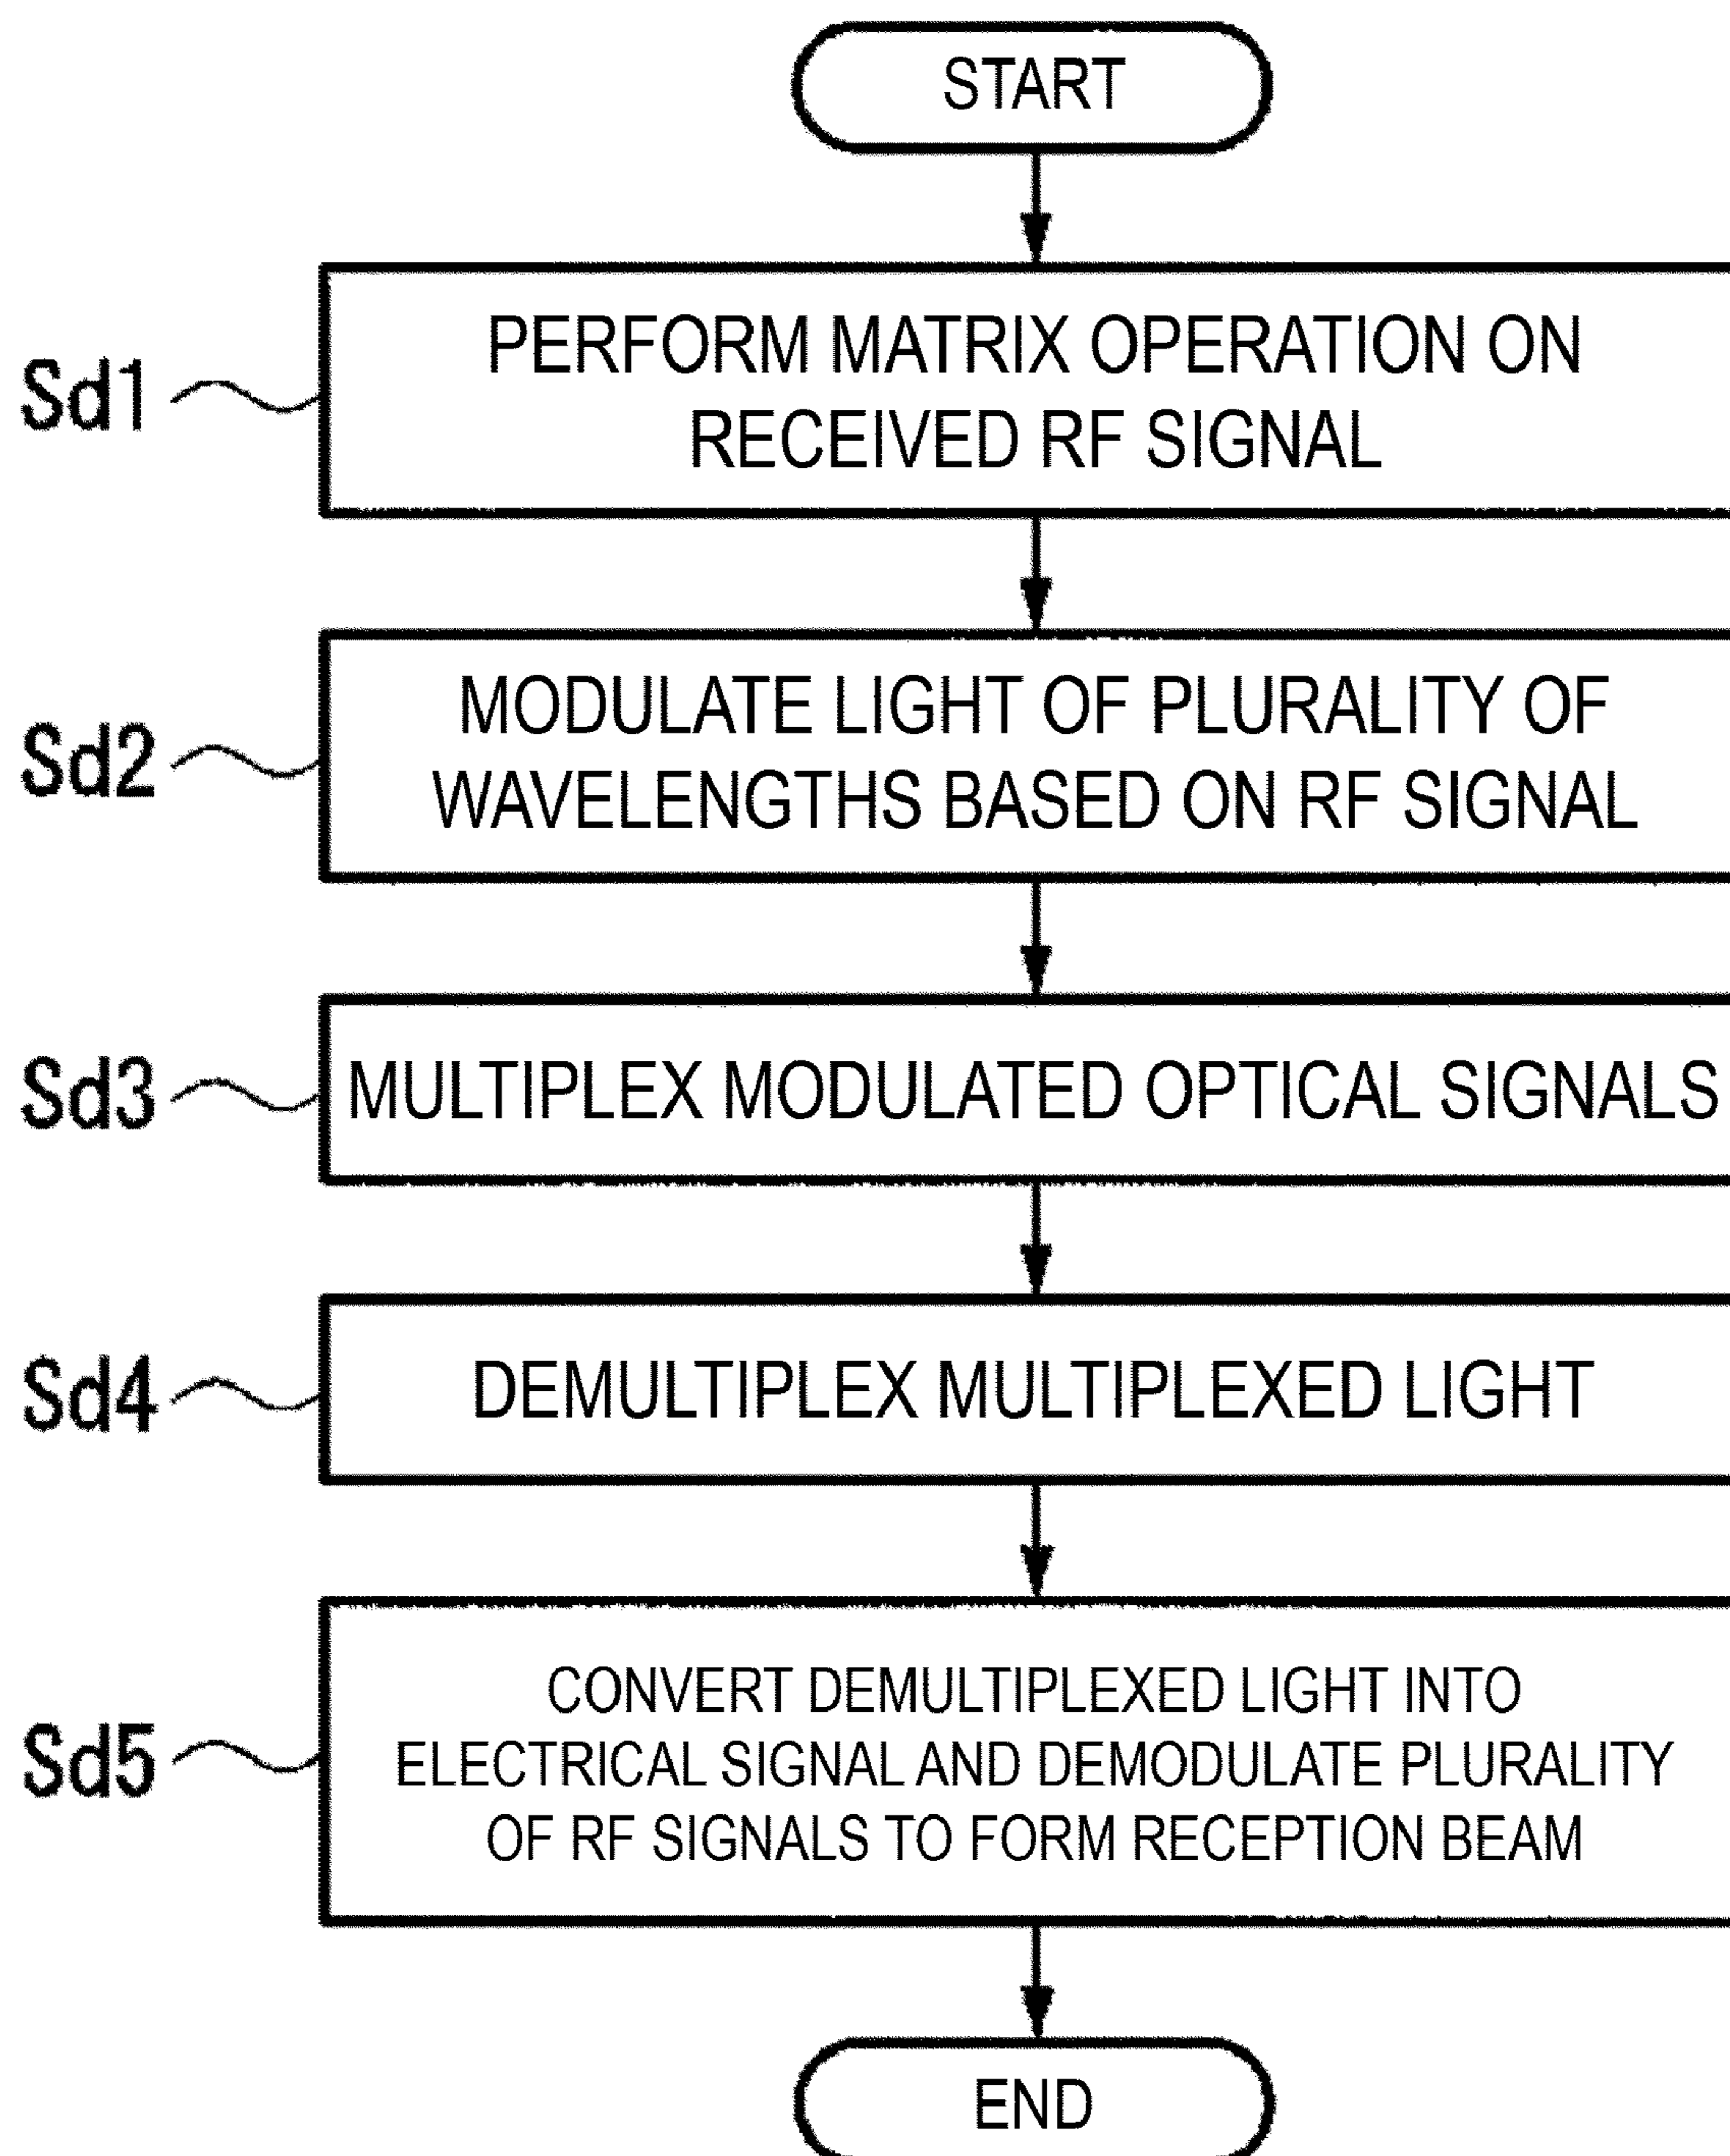 START
Sd1
PERFORM MATRIX OPERATION ON
RECEIVED RF SIGNAL
Sd2
MODULATE LIGHT OF PLURALITY OF
WAVELENGTHS BASED ON RF SIGNAL
Sd3
MULTIPLEX MODULATED OPTICAL SIGNALS
Sd4
DEMULTIPLEX MULTIPLEXED LIGHT
Sd5
CONVERT DEMULTIPLEXED LIGHT INTO
ELECTRICAL SIGNAL AND DEMODULATE PLURALITY
OF RF SIGNALS TO FORM RECEPTION BEAM
END